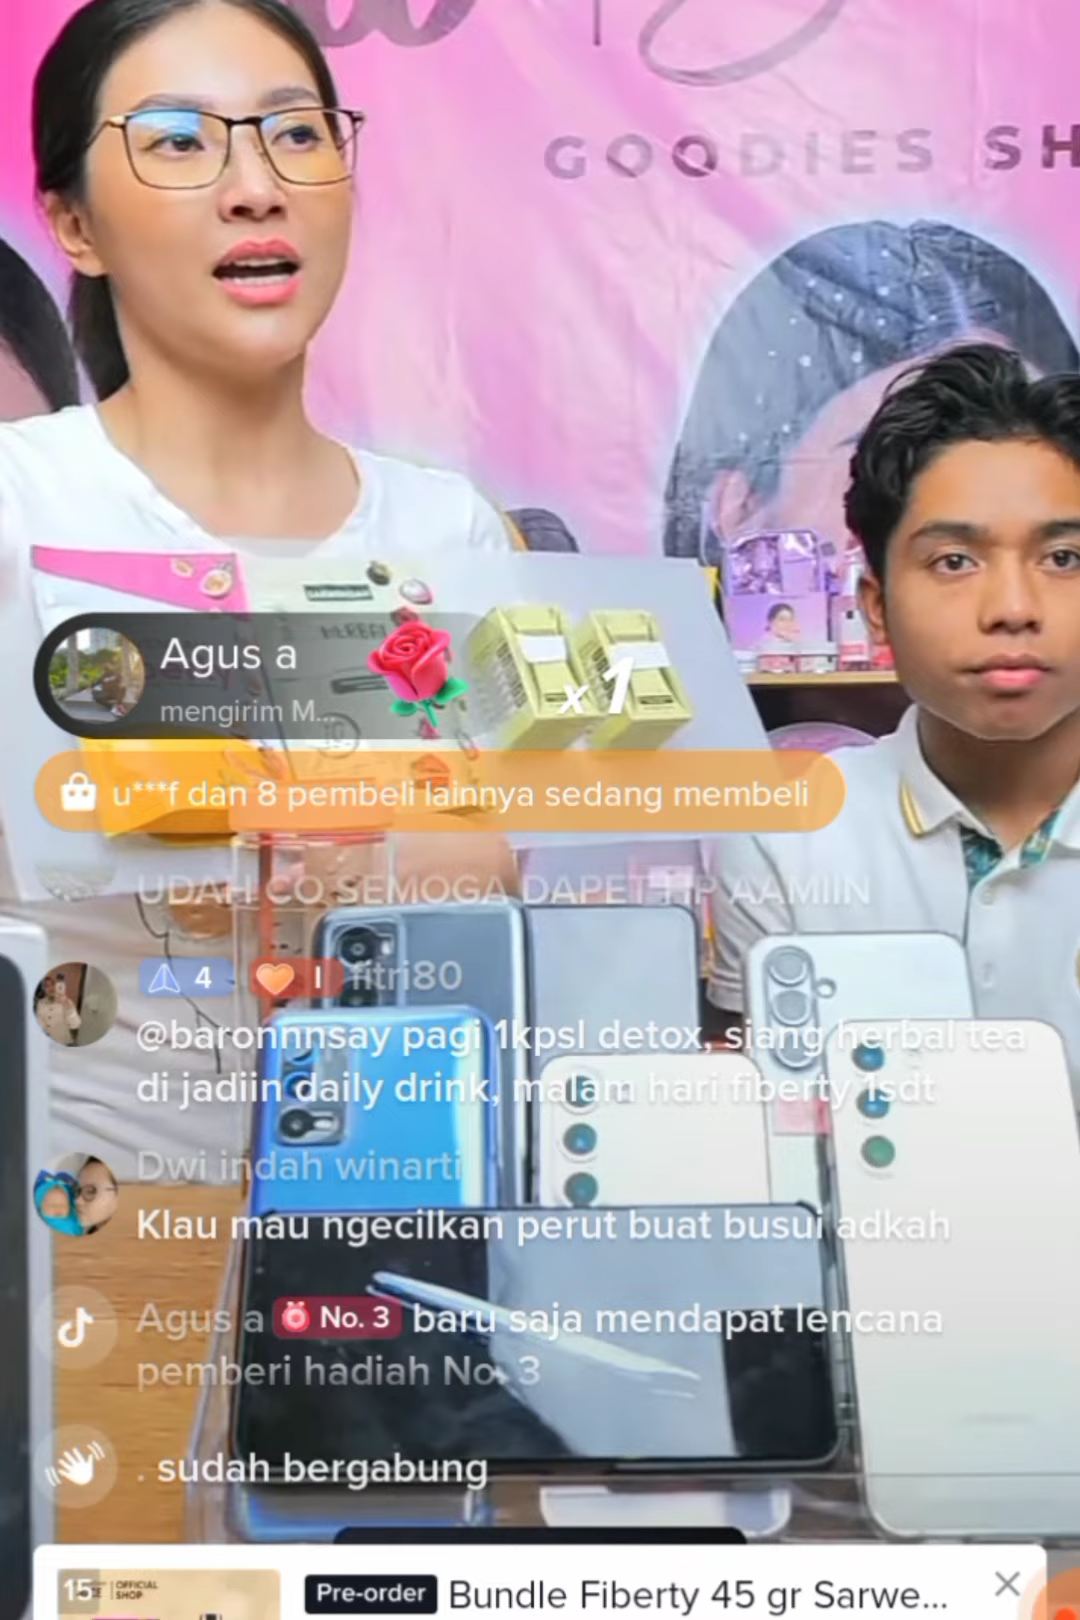 GOODIES SH
Agus a
mengirim M...
x1
u***f dan 8 pembeli lainnya sedang membeli
UDAH CO SEMOGA DAPET HP AAMIIN
4 I fitri80
@baronnnsay pagi 1kpsl detox, siang herbal tea
di jadiin daily drink, malam hari fiberty 1sdt
Dwi indah winarti
Klau mau ngecilkan perut buat busui adkah
Agus a No. 3 baru saja mendapat lencana
pemberi hadiah No. 3
. sudah bergabung
15 OFFICIAL
SHOP
Pre-order Bundle Fiberty 45 gr Sarwe...